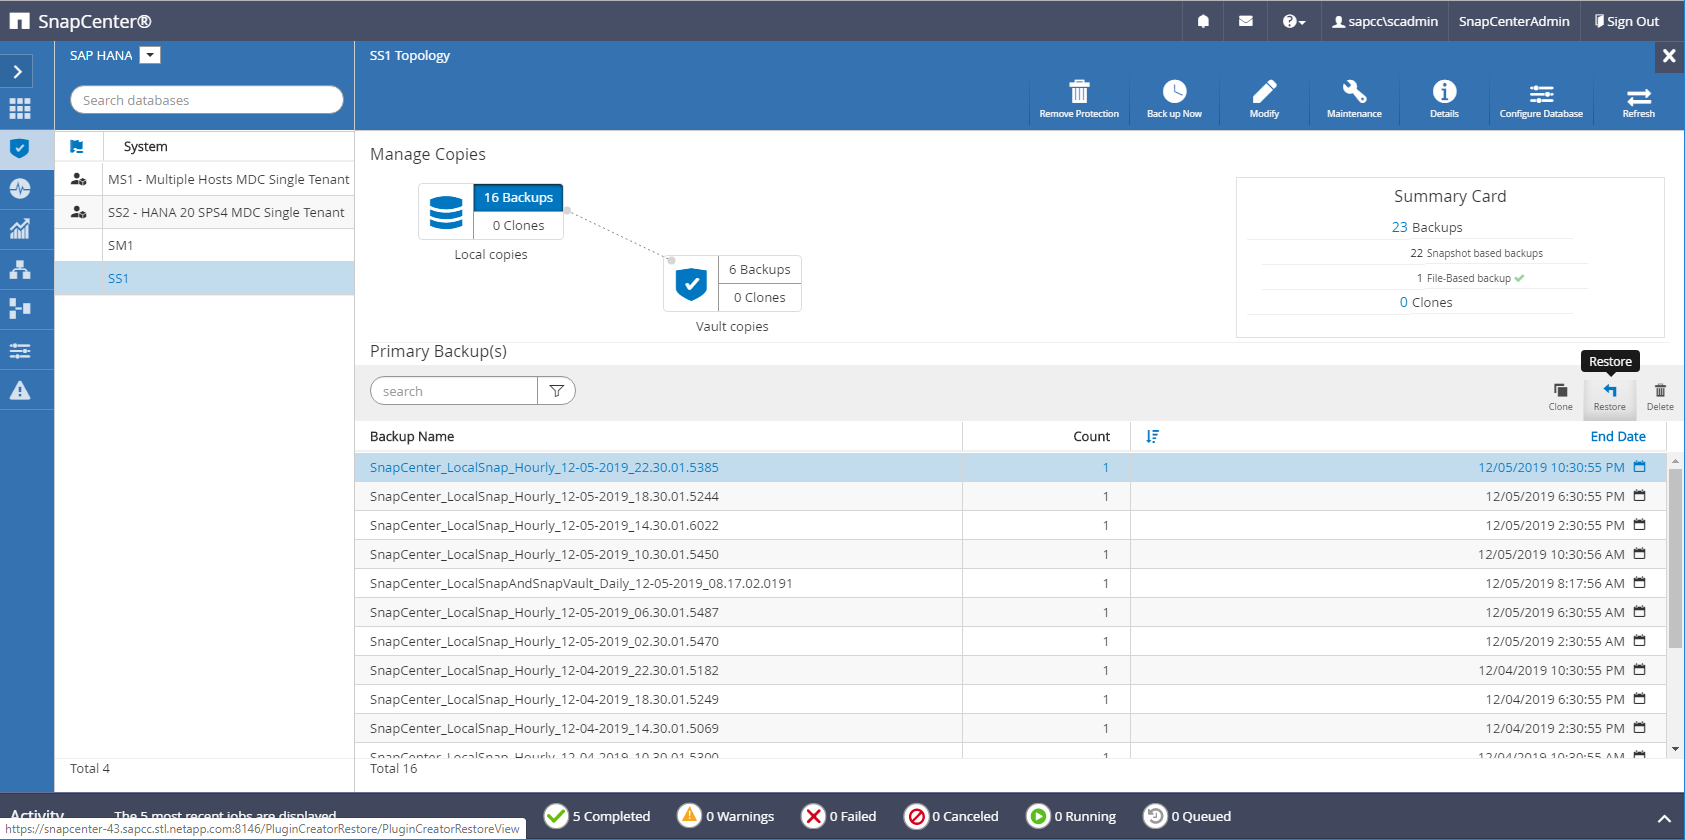 SnapCenter®
sapcc\scadmin
SnapCenterAdmin
Sign Out
SAP HANA
SS1 Topology
Search databases
Remove Protection
Back up Now
Modify
Maintenance
Details
Configure Database
Refresh
System
MS1 - Multiple Hosts MDC Single Tenant
SS2 - HANA 20 SPS4 MDC Single Tenant
SM1
SS1
Total 4
Manage Copies
16 Backups
0 Clones
Local copies
6 Backups
0 Clones
Vault copies
Summary Card
23 Backups
22 Snapshot based backups
1 File-Based backup
0 Clones
Primary Backup(s)
Restore
search
Clone
Restore
Delete
Backup Name Count End Date
SnapCenter_LocalSnap_Hourly_12-05-2019_22.30.01.5385 1 12/05/2019 10:30:55 PM
SnapCenter_LocalSnap_Hourly_12-05-2019_18.30.01.5244 1 12/05/2019 6:30:55 PM
SnapCenter_LocalSnap_Hourly_12-05-2019_14.30.01.6022 1 12/05/2019 2:30:55 PM
SnapCenter_LocalSnap_Hourly_12-05-2019_10.30.01.5450 1 12/05/2019 10:30:56 AM
SnapCenter_LocalSnapAndSnapVault_Daily_12-05-2019_08.17.02.0191 1 12/05/2019 8:17:56 AM
SnapCenter_LocalSnap_Hourly_12-05-2019_06.30.01.5487 1 12/05/2019 6:30:55 AM
SnapCenter_LocalSnap_Hourly_12-05-2019_02.30.01.5470 1 12/05/2019 2:30:55 AM
SnapCenter_LocalSnap_Hourly_12-04-2019_22.30.01.5182 1 12/04/2019 10:30:55 PM
SnapCenter_LocalSnap_Hourly_12-04-2019_18.30.01.5249 1 12/04/2019 6:30:55 PM
SnapCenter_LocalSnap_Hourly_12-04-2019_14.30.01.5069 1 12/04/2019 2:30:55 PM
SnapCenter_LocalSnap_Hourly_12-04-2019_10.30.01.5300 1 12/04/2019 10:30:55 AM
Total 16
Activity The 5 most recent jobs are displayed
5 Completed
0 Warnings
0 Failed
0 Canceled
0 Running
0 Queued
https://snapcenter-43.sapcc.stl.netapp.com:8146/PluginCreatorRestore/PluginCreatorRestoreView